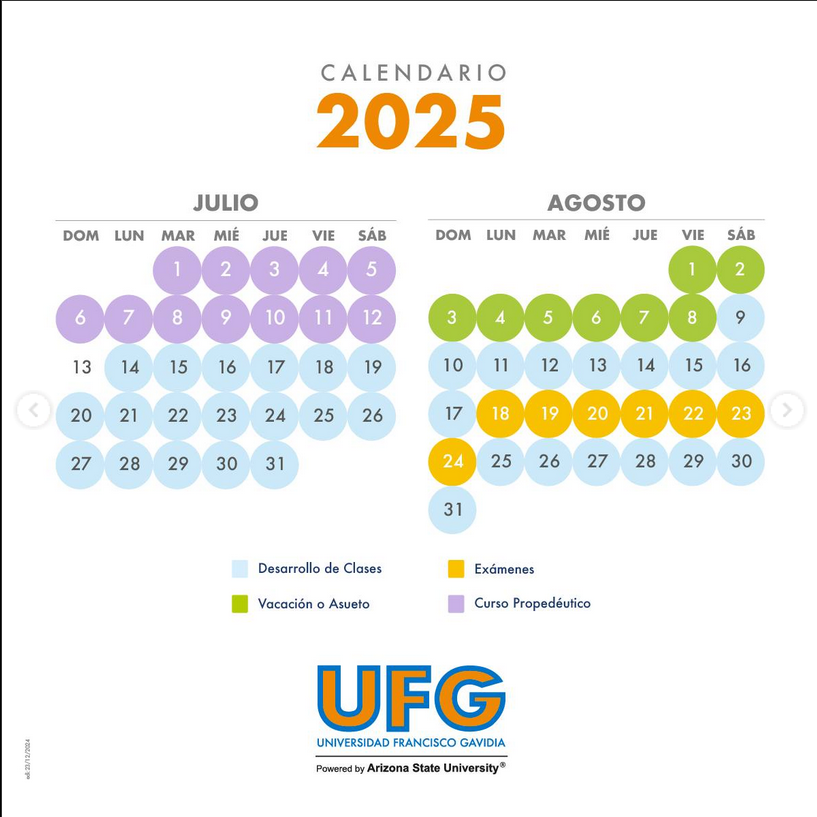 CALENDARIO
2025
JULIO
DOM LUN MAR MIÉ JUE VIE SÁB
1 2 3 4 5
6 7 8 9 10 11 12
13 14 15 16 17 18 19
20 21 22 23 24 25 26
27 28 29 30 31
AGOSTO
DOM LUN MAR MIÉ JUE VIE SÁB
1 2
3 4 5 6 7 8 9
10 11 12 13 14 15 16
17 18 19 20 21 22 23
24 25 26 27 28 29 30
31
Desarrollo de Clases
Exámenes
Vacación o Asueto
Curso Propedéutico
UFG
UNIVERSIDAD FRANCISCO GAVIDIA
Powered by Arizona State University®
23/12/2024